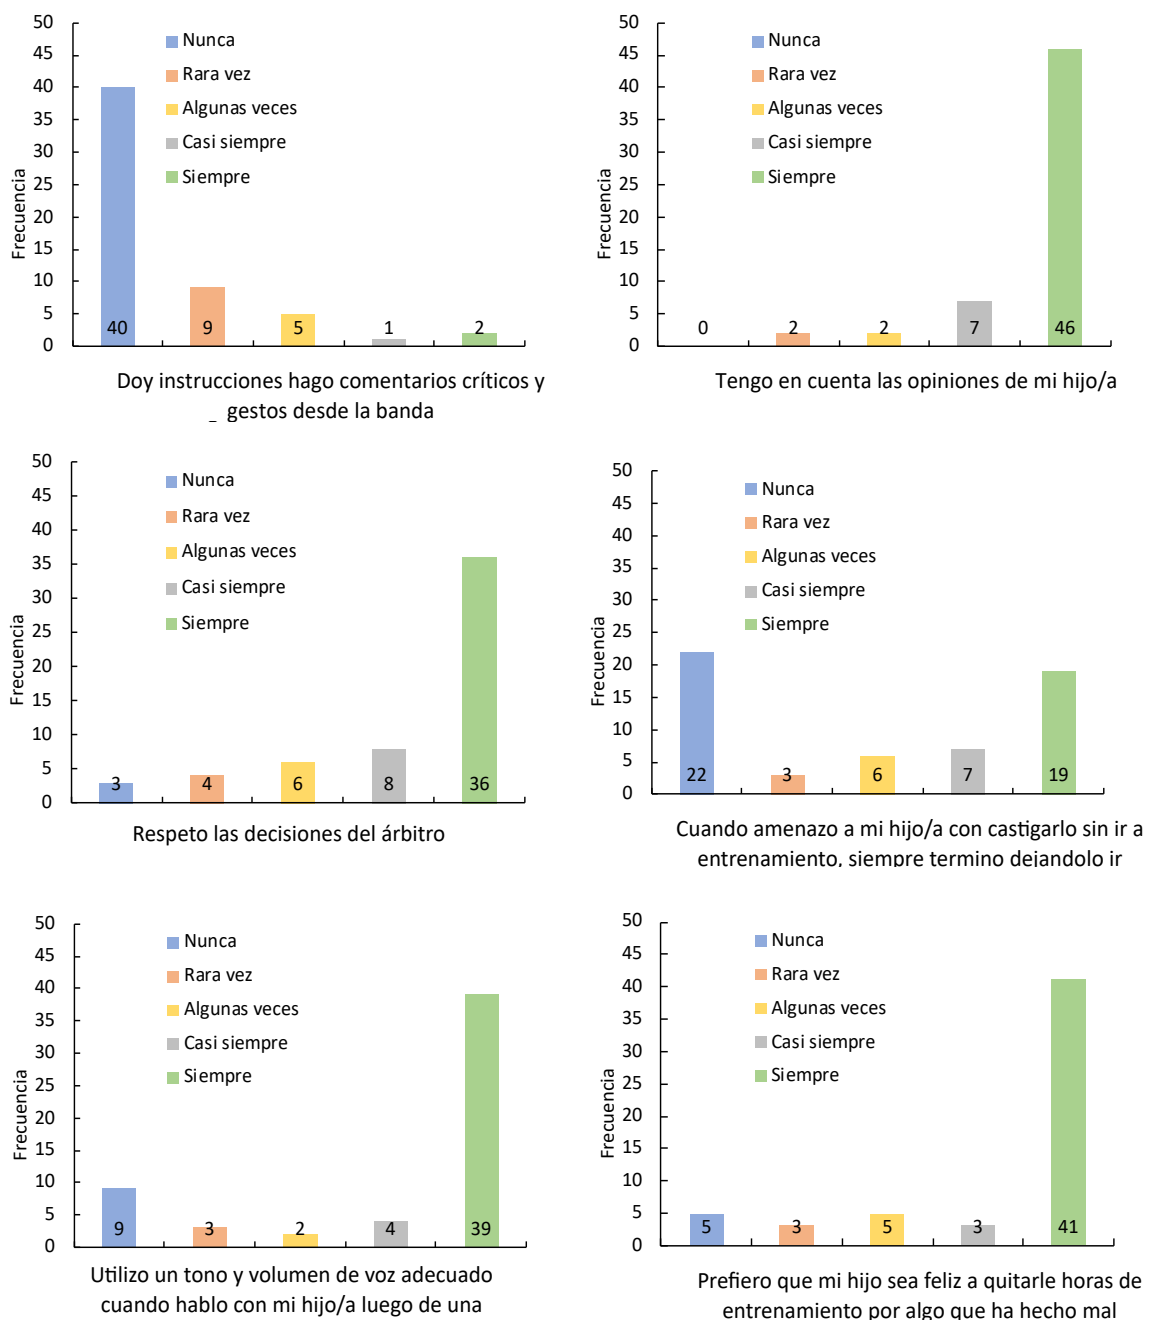 50
45
40
35
30
25
20
15
10
5
0
Frecuencia
Nunca
Rara vez
Algunas veces
Casi siempre
Siempre
40 9 5 1 2
Doy instrucciones hago comentarios críticos y
gestos desde la banda
50
45
40
35
30
25
20
15
10
5
0
Frecuencia
Nunca
Rara vez
Algunas veces
Casi siempre
Siempre
0 2 2 7 46
Tengo en cuenta las opiniones de mi hijo/a
50
45
40
35
30
25
20
15
10
5
0
Frecuencia
Nunca
Rara vez
Algunas veces
Casi siempre
Siempre
3 4 6 8 36
Respeto las decisiones del árbitro
50
45
40
35
30
25
20
15
10
5
0
Frecuencia
Nunca
Rara vez
Algunas veces
Casi siempre
Siempre
22 3 6 7 19
Cuando amenazo a mi hijo/a con castigarlo sin ir a
entrenamiento, siempre termino dejandolo ir
50
45
40
35
30
25
20
15
10
5
0
Frecuencia
Nunca
Rara vez
Algunas veces
Casi siempre
Siempre
9 3 2 4 39
Utilizo un tono y volumen de voz adecuado
cuando hablo con mi hijo/a luego de una
50
45
40
35
30
25
20
15
10
5
0
Frecuencia
Nunca
Rara vez
Algunas veces
Casi siempre
Siempre
5 3 5 3 41
Prefiero que mi hijo sea feliz a quitarle horas de
entrenamiento por algo que ha hecho mal